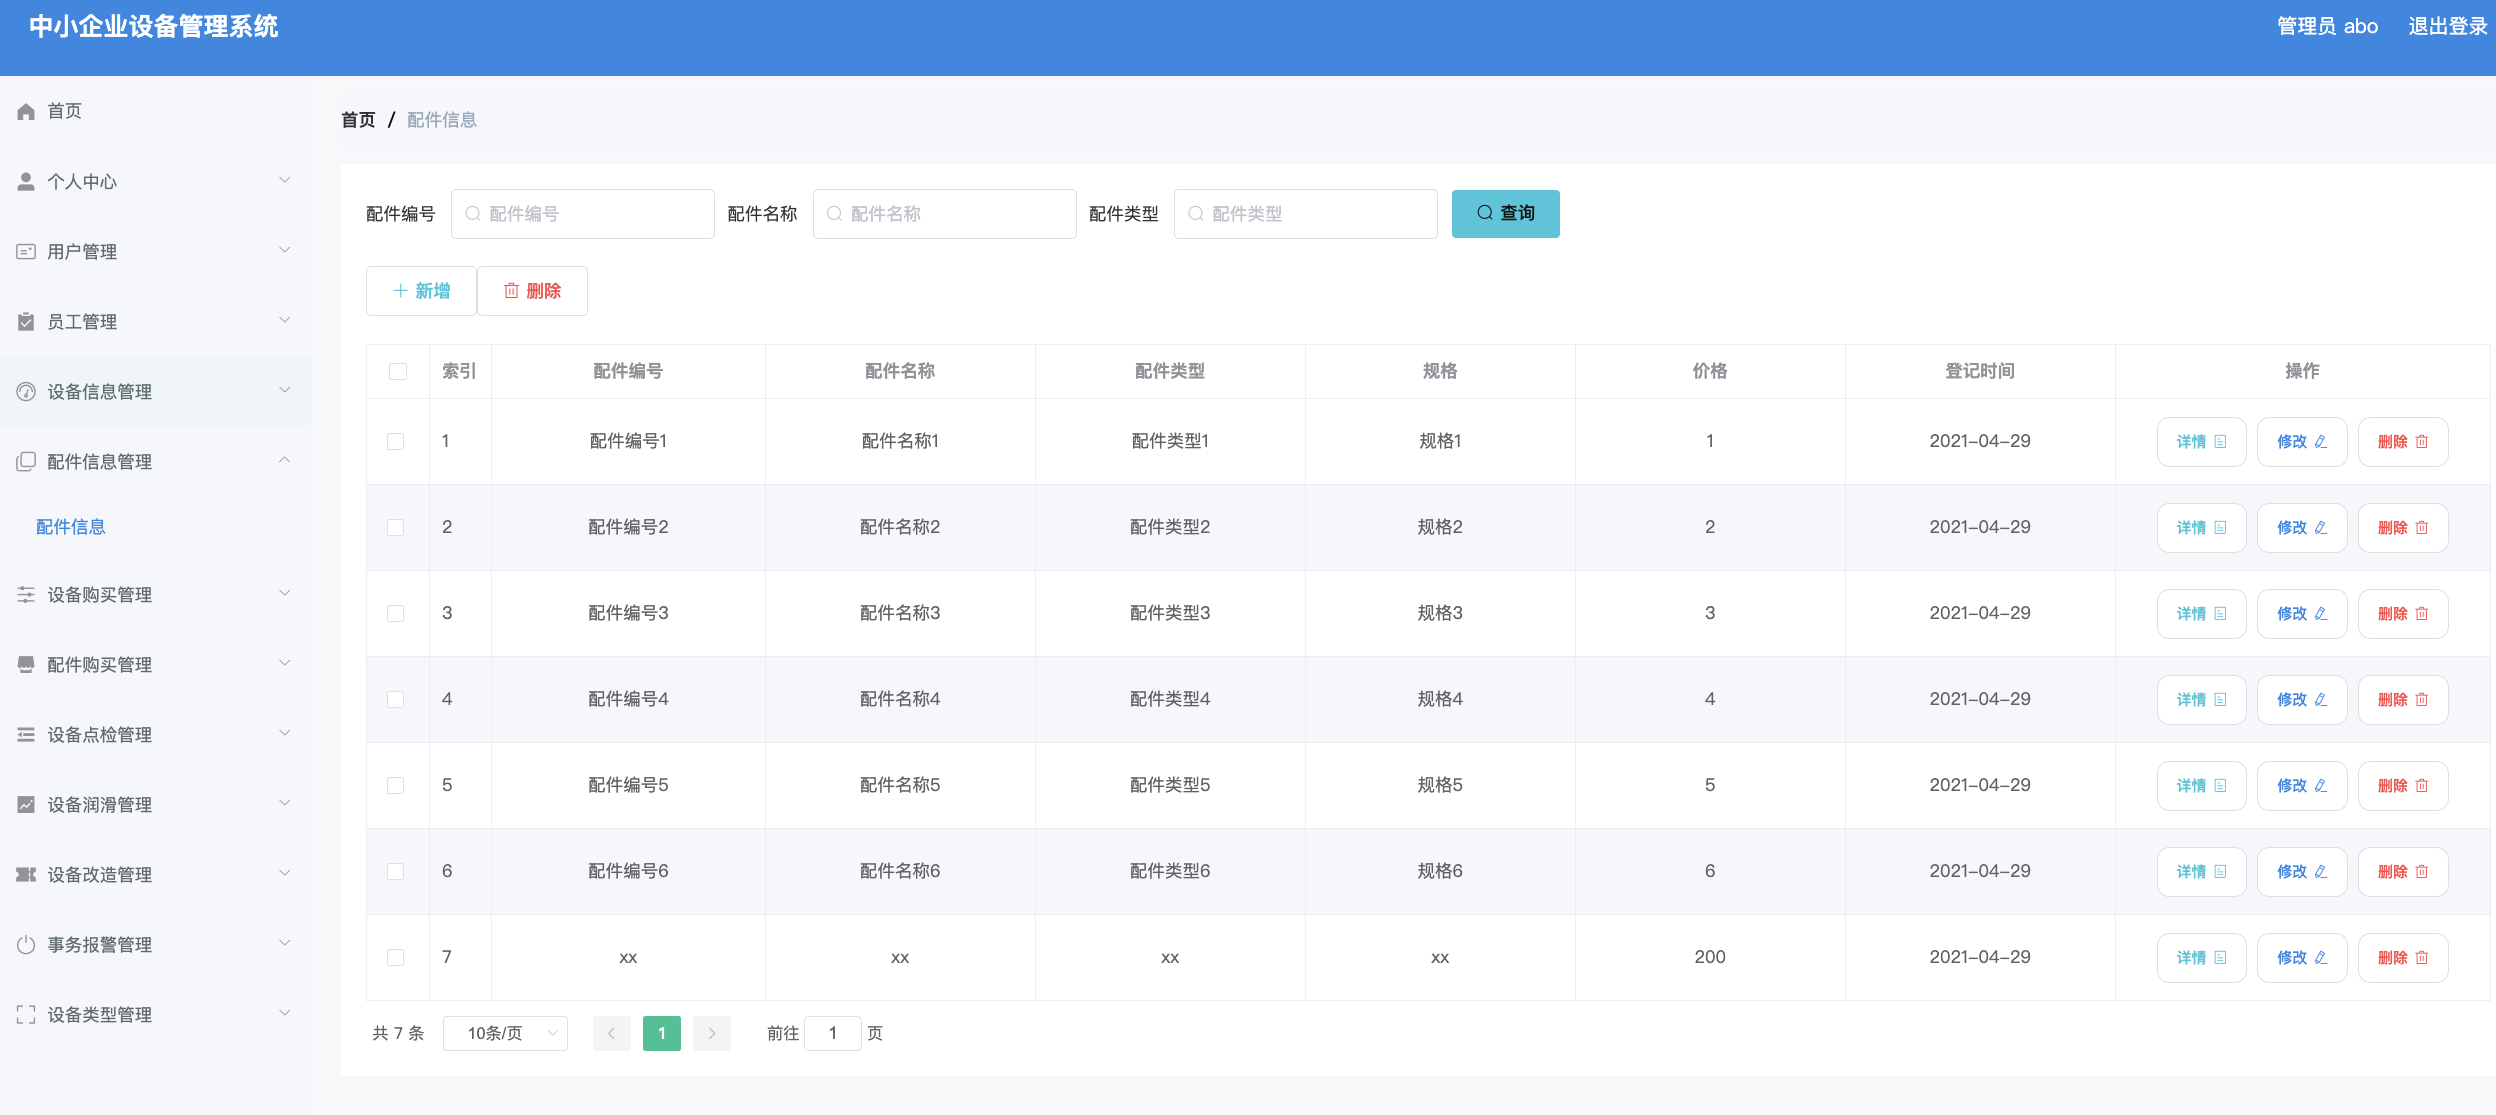 中小企业设备管理系统
管理员 abo 退出登录
首页
个人中心
用户管理
员工管理
设备信息管理
配件信息管理
配件信息
设备购买管理
配件购买管理
设备点检管理
设备润滑管理
设备改造管理
事务报警管理
设备类型管理
首页 / 配件信息
配件编号 配件编号 配件名称 配件名称 配件类型 配件类型 查询
新增 删除
索引 配件编号 配件名称 配件类型 规格 价格 登记时间 操作
1 配件编号1 配件名称1 配件类型1 规格1 1 2021-04-29 详情 修改 删除
2 配件编号2 配件名称2 配件类型2 规格2 2 2021-04-29 详情 修改 删除
3 配件编号3 配件名称3 配件类型3 规格3 3 2021-04-29 详情 修改 删除
4 配件编号4 配件名称4 配件类型4 规格4 4 2021-04-29 详情 修改 删除
5 配件编号5 配件名称5 配件类型5 规格5 5 2021-04-29 详情 修改 删除
6 配件编号6 配件名称6 配件类型6 规格6 6 2021-04-29 详情 修改 删除
7 xx xx xx xx 200 2021-04-29 详情 修改 删除
共 7 条 10条/页 1 前往 1 页